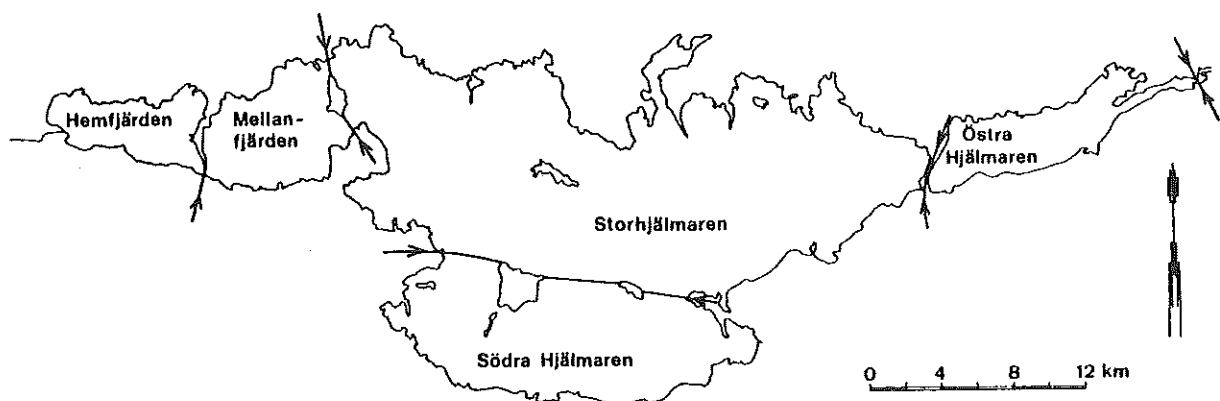 Hemfjärden
Mellan-
fjärden
Östra
Hjälmaren
Storhjälmaren
Södra Hjälmaren
0 4 8 12 km